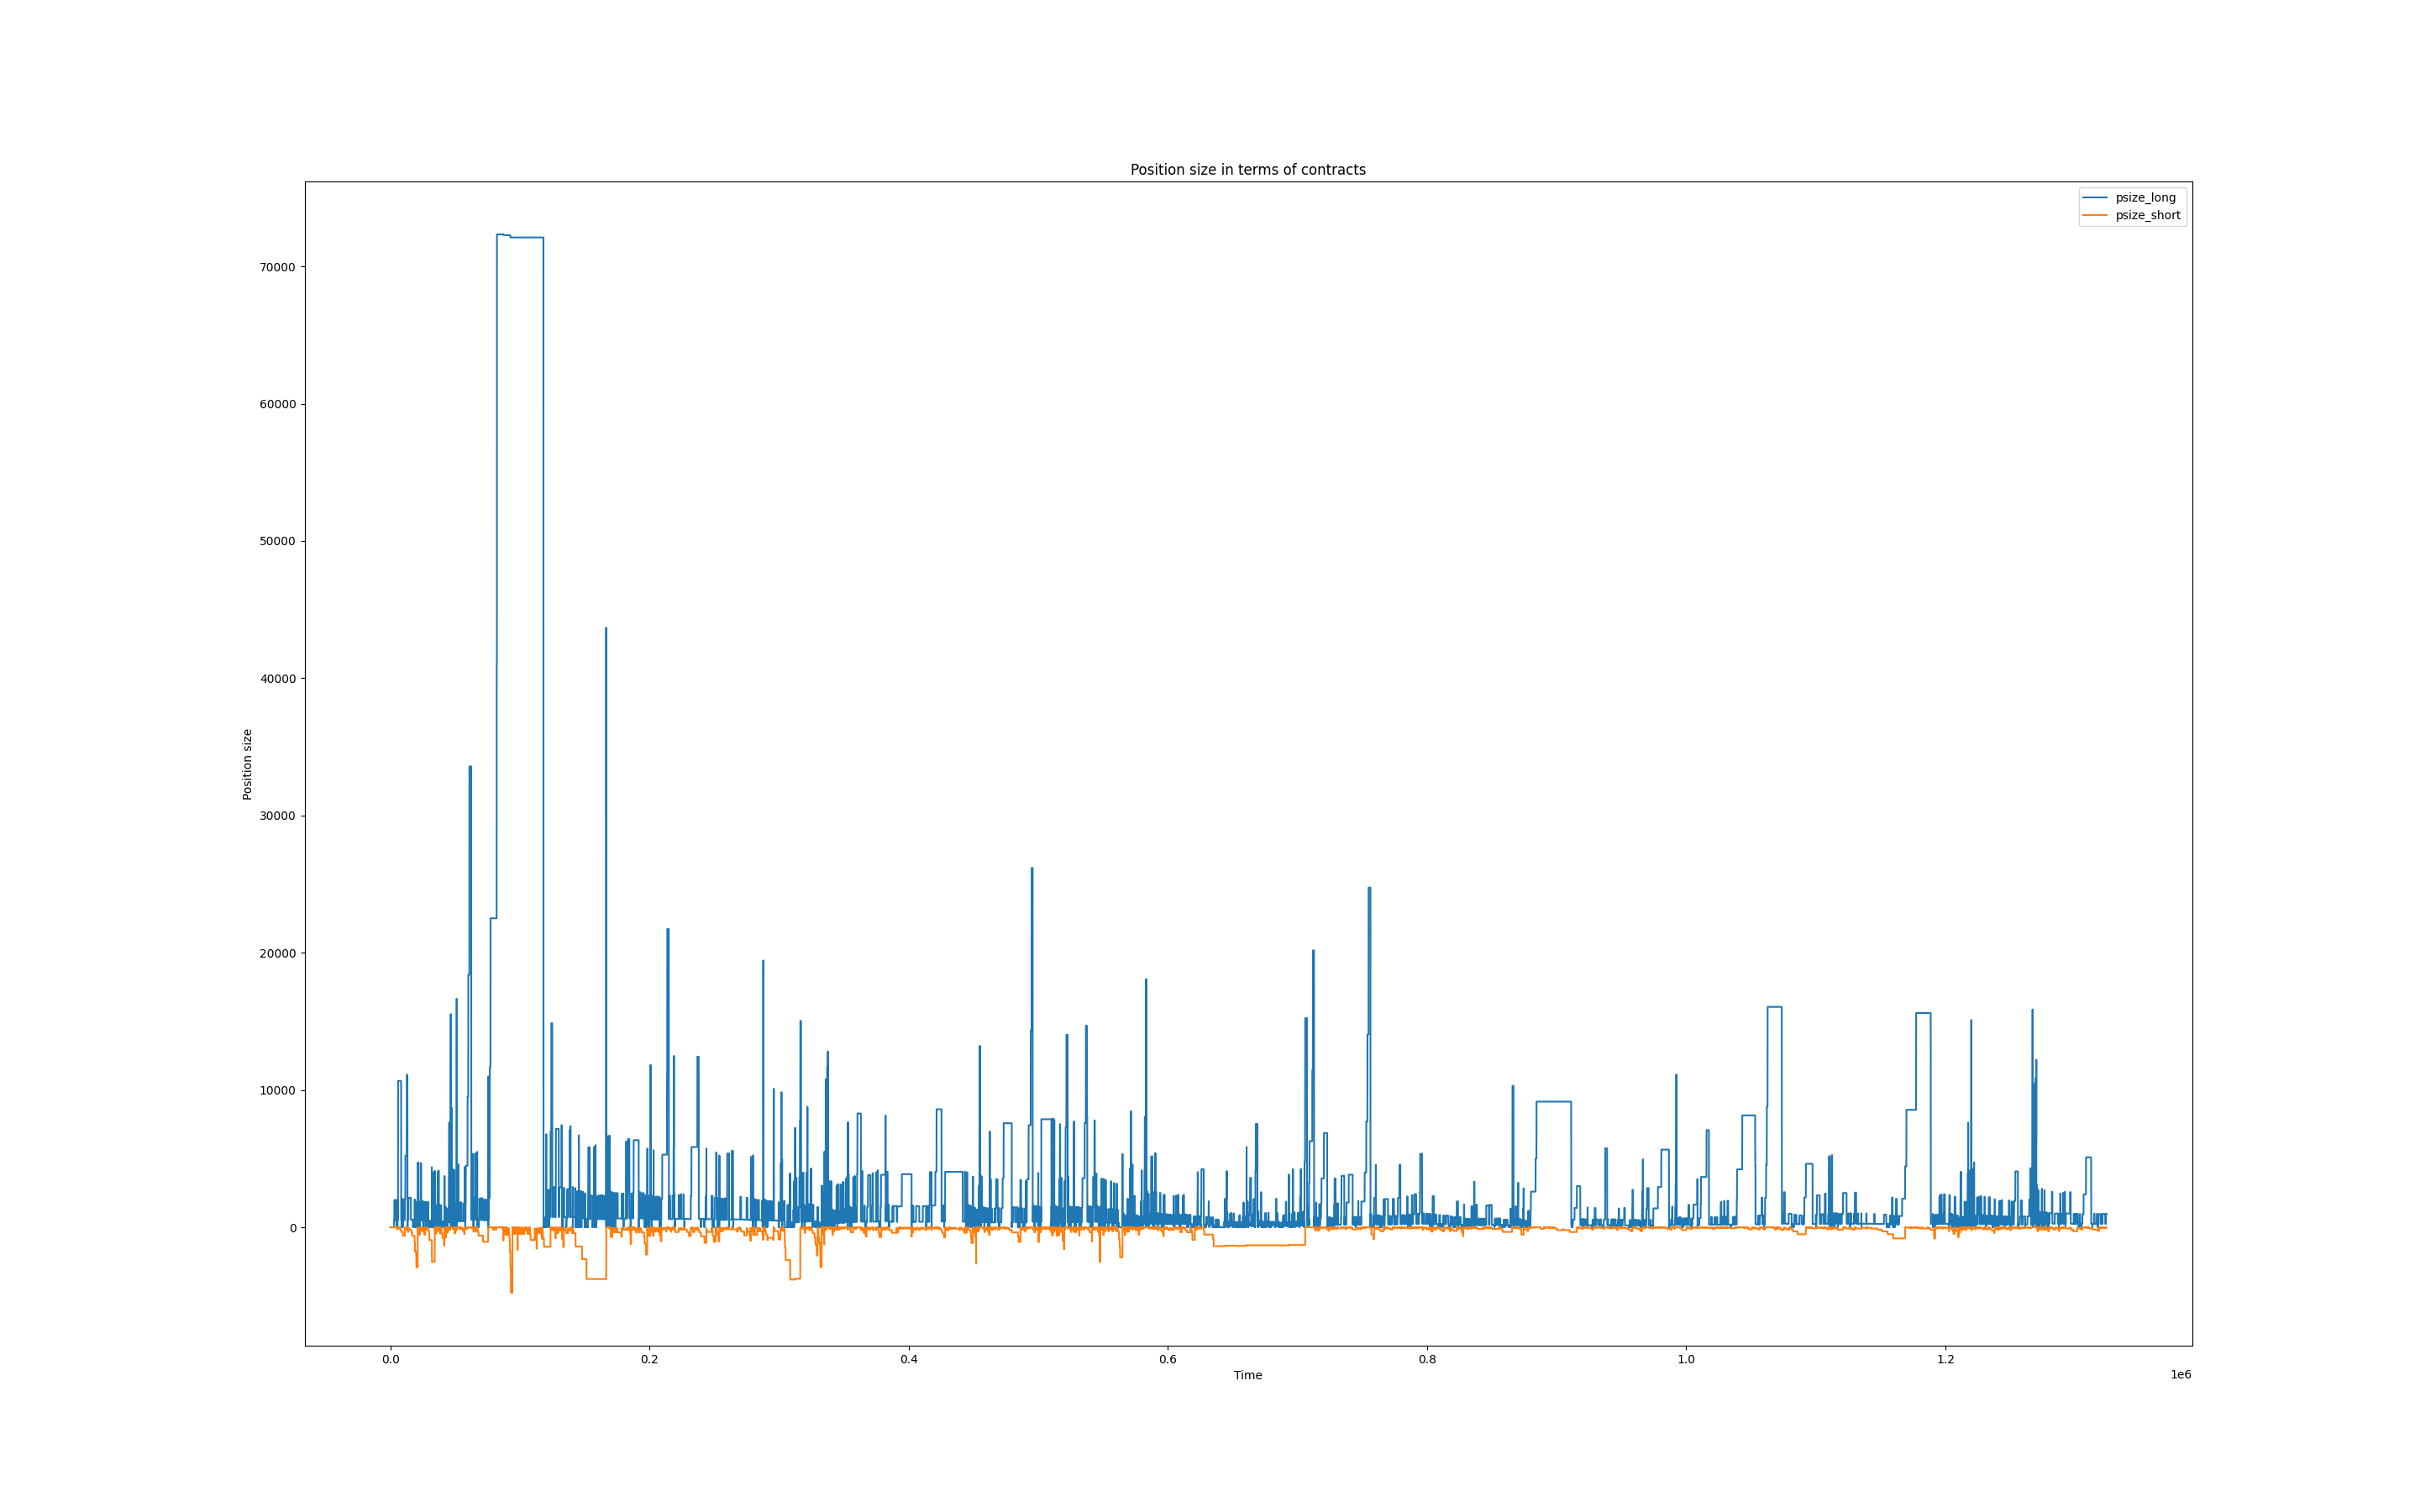 Position size in terms of contracts
psize_long
psize_short
70000
60000
50000
40000
30000
20000
10000
0
Position size
0.0 0.2 0.4 0.6 0.8 1.0 1.2
Time
1e6